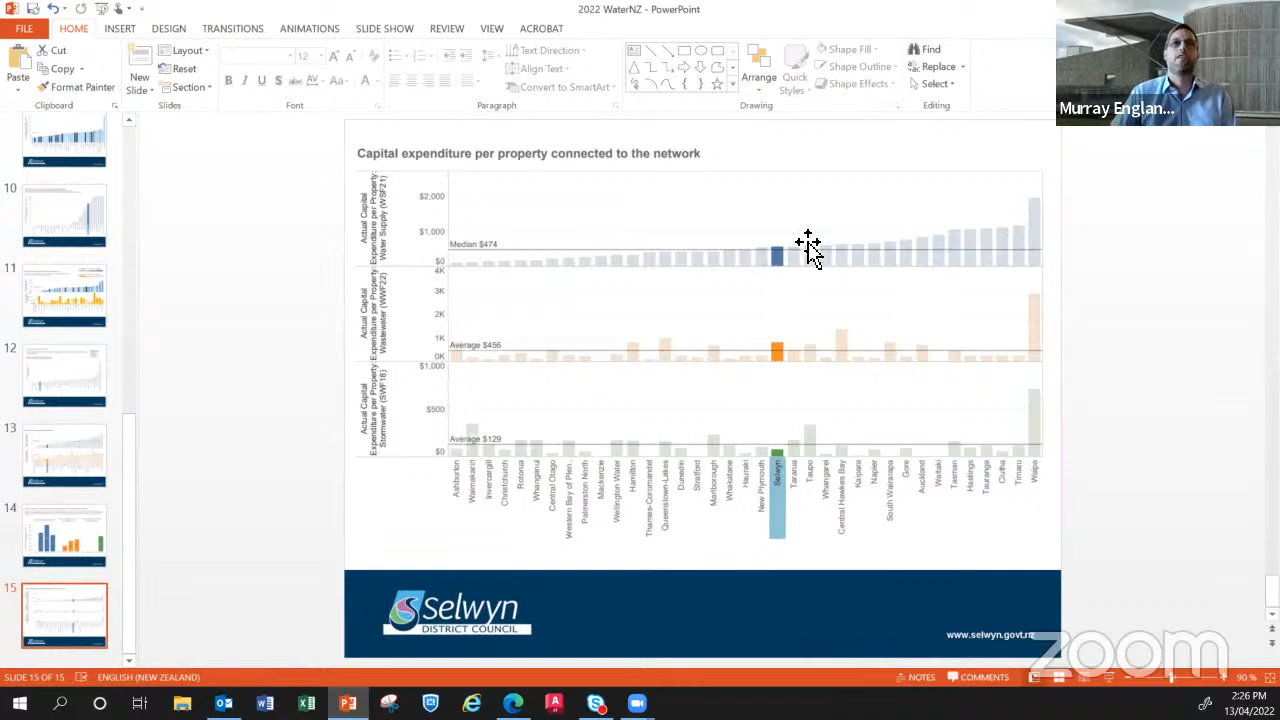 2022 WaterNZ - PowerPoint
FILE HOME INSERT DESIGN TRANSITIONS ANIMATIONS SLIDE SHOW REVIEW VIEW ACROBAT
Paste
Cut
Copy
Format Painter
Clipboard
New
Slide
Layout
Reset
Section
Slides
12
Font
Text Direction
Align Text
Convert to SmartArt
Paragraph
Arrange
Quick
Styles
Shape Fill
Shape Outline
Shape Effects
Drawing
Find
Replace
Select
Editing
Murray Englan...
10
11
12
13
14
15
Capital expenditure per property connected to the network
Actual Capital
Expenditure per Property:
Water Supply (WSF21)
$2,000
$1,000
$0
Median $474
Actual Capital
Expenditure per Property:
Wastewater (WWF22)
4K
3K
2K
1K
0K
Average $456
Actual Capital
Expenditure per Property:
Stormwater (SWF18)
$1,000
$500
$0
Average $129
Ashburton
Waimakariri
Invercargill
Christchurch
Rotorua
Whanganui
Central Otago
Western Bay of Plen..
Palmerston North
Mackenzie
Wellington Water
Hamilton
Thames-Coromandel
Queenstown-Lakes
Dunedin
Stratford
Marlborough
Whakatane
Hauraki
New Plymouth
Selwyn
Tararua
Taupo
Whangarei
Central Hawkes Bay
Kaipara
Napier
South Wairarapa
Gore
Auckland
Waitaki
Tasman
Hastings
Tauranga
Clutha
Timaru
Waipa
Selwyn
DISTRICT COUNCIL
www.selwyn.govt.nz
zoom
SLIDE 15 OF 15 ENGLISH (NEW ZEALAND) NOTES COMMENTS 90 %
2:26 PM
13/04/2022